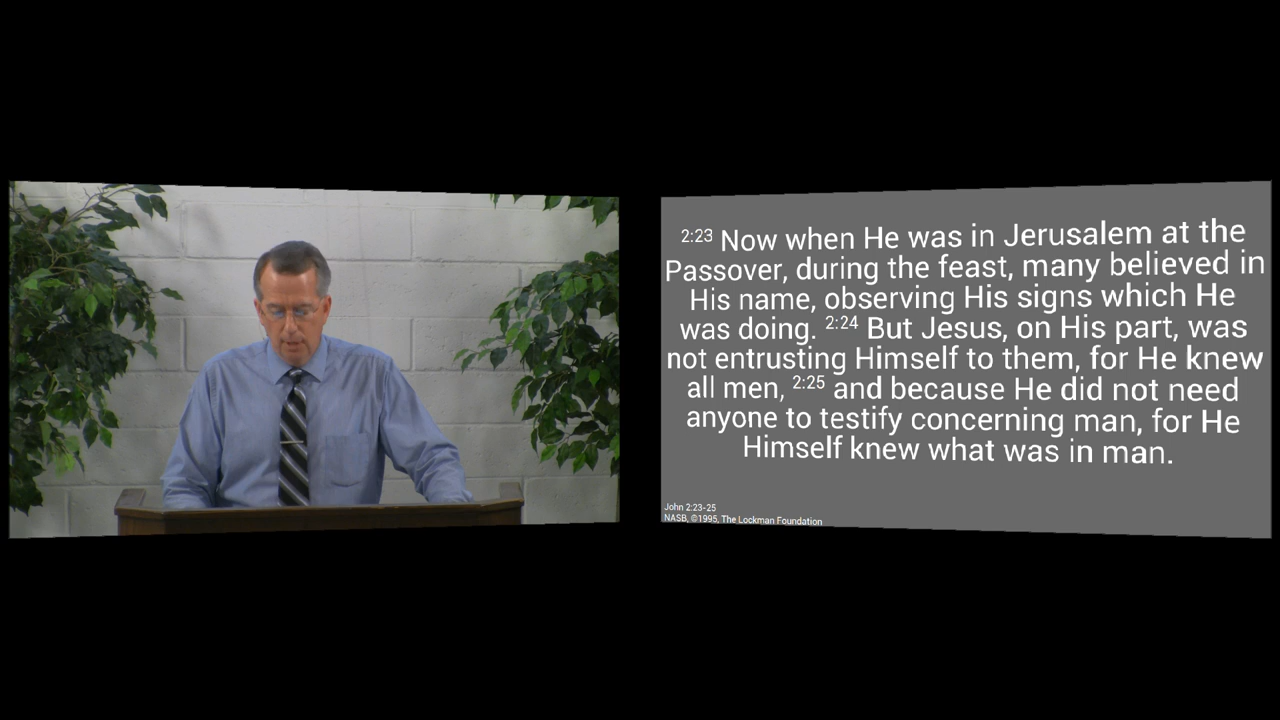 2:23 Now when He was in Jerusalem at the
Passover, during the feast, many believed in
His name, observing His signs which He
was doing. 2:24 But Jesus, on His part, was
not entrusting Himself to them, for He knew
all men, 2:25 and because He did not need
anyone to testify concerning man, for He
Himself knew what was in man.
John 2:23-25
NASB, ©1995, The Lockman Foundation